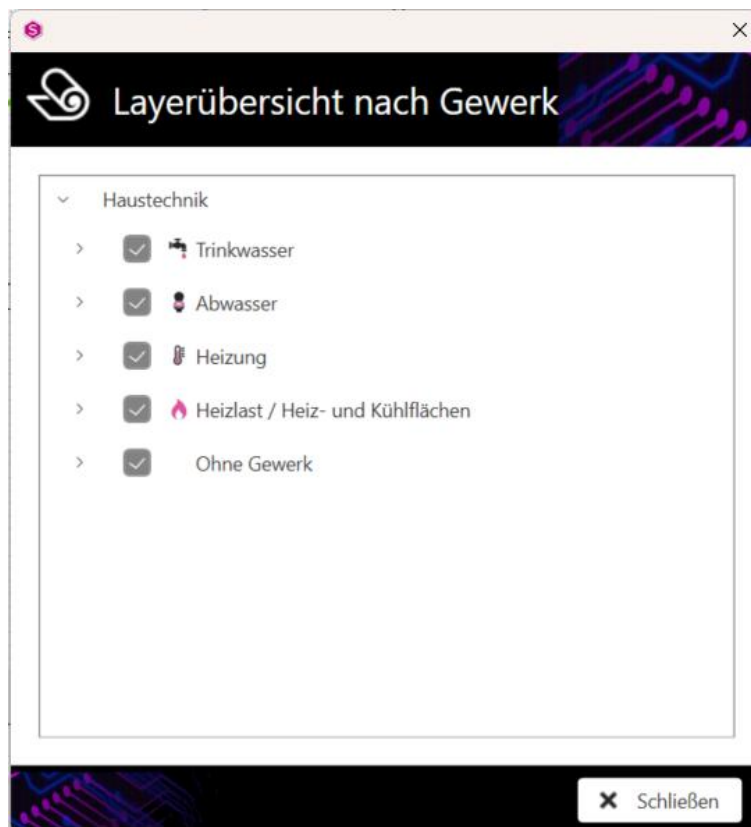 Layerübersicht nach Gewerk
Haustechnik
Trinkwasser
Abwasser
Heizung
Heizlast / Heiz- und Kühlflächen
Ohne Gewerk
Schließen